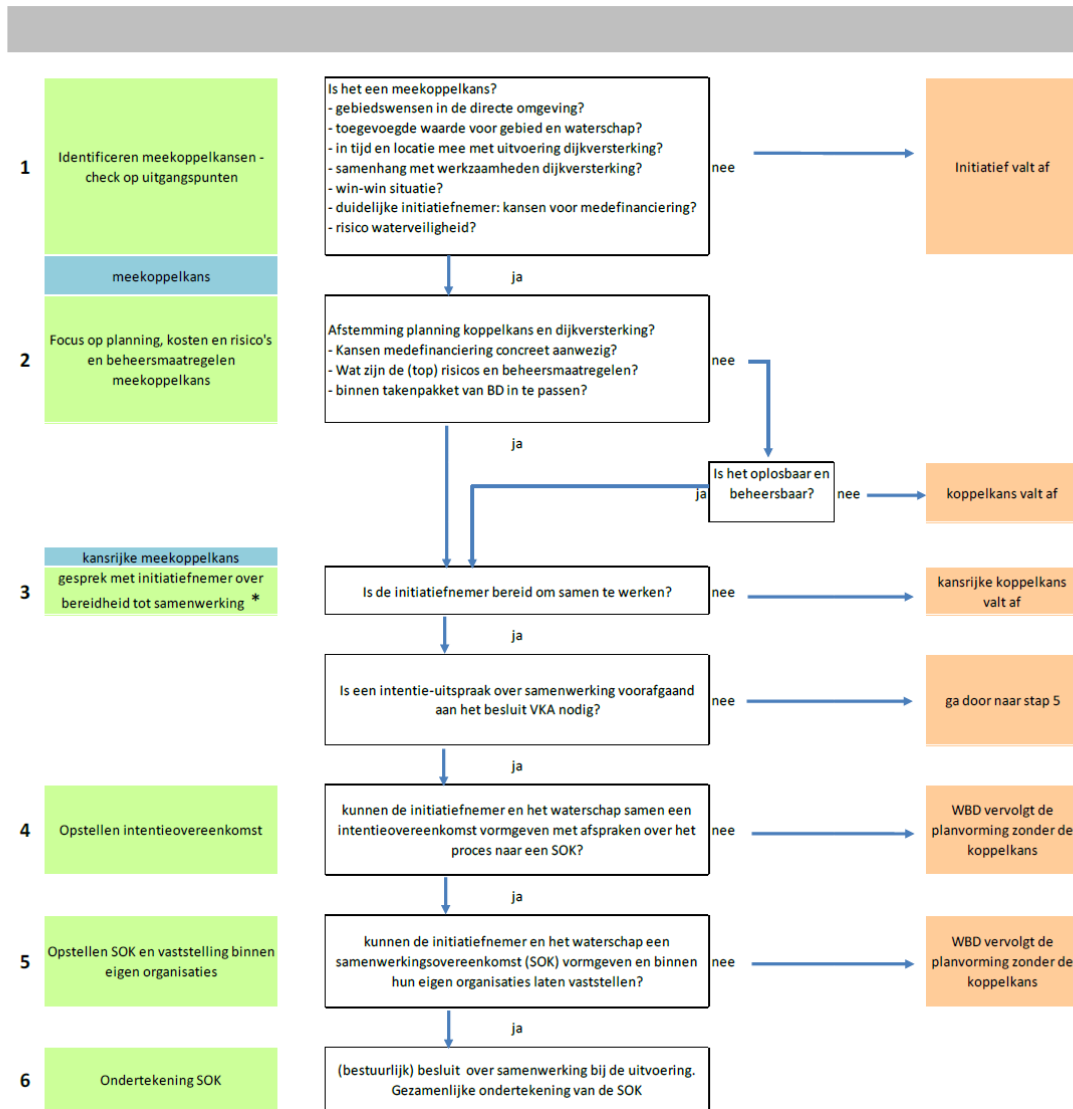 1
Identificeren meekoppelkansen -
check op uitgangspunten
Is het een meekoppelkans?
- gebiedswensen in de directe omgeving?
- toegevoegde waarde voor gebied en waterschap?
- in tijd en locatie mee met uitvoering dijkversterking?
- samenhang met werkzaamheden dijkversterking?
- win-win situatie?
- duidelijke initiatiefnemer: kansen voor medefinanciering?
- risico waterveiligheid?
nee
Initiatief valt af
meekoppelkans
ja
2
Focus op planning, kosten en risico's
en beheersmaatregelen
meekoppelkans
Afstemming planning koppelkans en dijkversterking?
- Kansen medefinanciering concreet aanwezig?
- Wat zijn de (top) risicos en beheersmaatregelen?
- binnen takenpakket van BD in te passen?
nee
ja
Is het oplosbaar en
beheersbaar?
ja
nee
koppelkans valt af
kansrijke meekoppelkans
3
gesprek met initiatiefnemer over
bereidheid tot samenwerking *
Is de initiatiefnemer bereid om samen te werken?
nee
kansrijke koppelkans
valt af
ja
Is een intentie-uitspraak over samenwerking voorafgaand
aan het besluit VKA nodig?
nee
ga door naar stap 5
ja
4
Opstellen intentieovereenkomst
kunnen de initiatiefnemer en het waterschap samen een
intentieovereenkomst vormgeven met afspraken over het
proces naar een SOK?
nee
WBD vervolgt de
planvorming zonder de
koppelkans
ja
5
Opstellen SOK en vaststelling binnen
eigen organisaties
kunnen de initiatiefnemer en het waterschap een
samenwerkingsovereenkomst (SOK) vormgeven en binnen
hun eigen organisaties laten vaststellen?
nee
WBD vervolgt de
planvorming zonder de
koppelkans
ja
6
Ondertekening SOK
(bestuurlijk) besluit over samenwerking bij de uitvoering.
Gezamenlijke ondertekening van de SOK